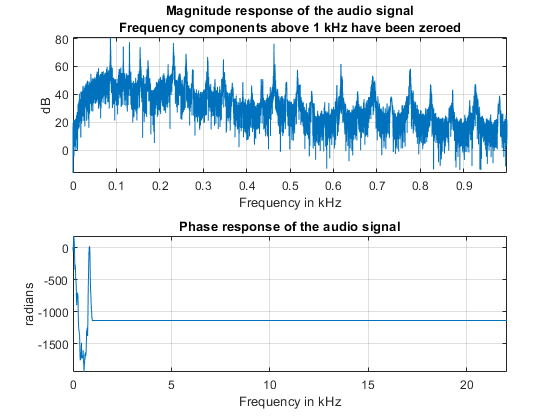 Magnitude response of the audio signal
Frequency components above 1 kHz have been zeroed
80
60
40
20
0
dB
0 0.1 0.2 0.3 0.4 0.5 0.6 0.7 0.8 0.9
Frequency in kHz
Phase response of the audio signal
0
-500
-1000
-1500
radians
0 5 10 15 20
Frequency in kHz